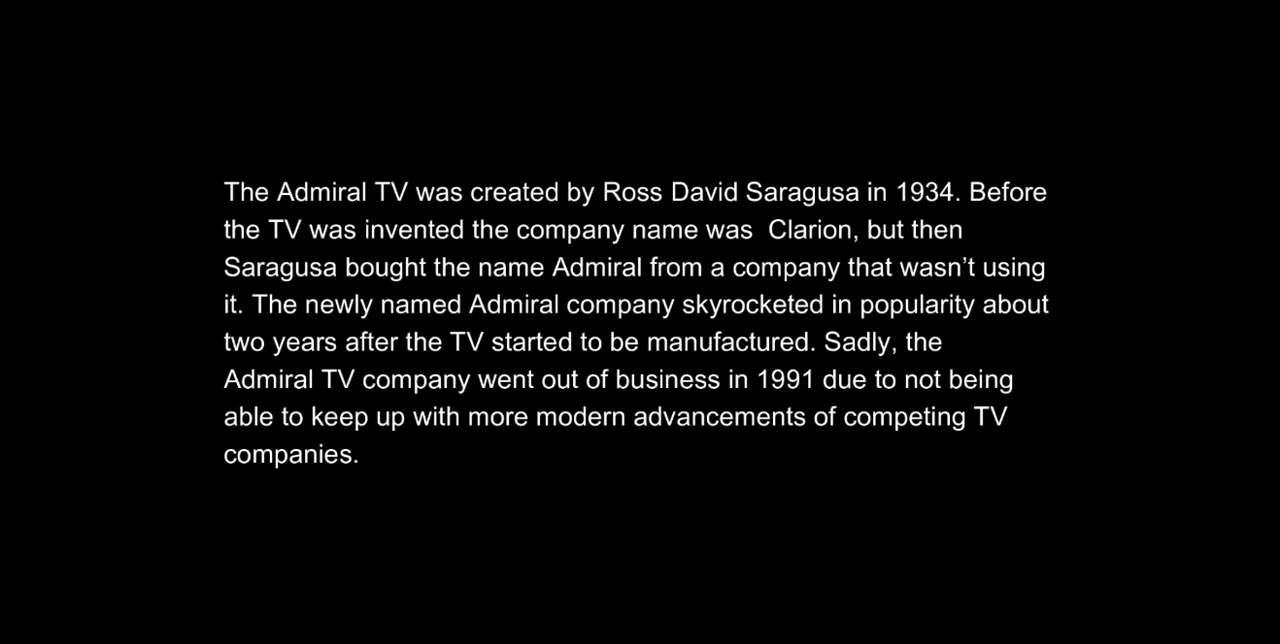 The Admiral TV was created by Ross David Saragusa in 1934. Before
the TV was invented the company name was  Clarion, but then
Saragusa bought the name Admiral from a company that wasn’t using
it. The newly named Admiral company skyrocketed in popularity about
two years after the TV started to be manufactured. Sadly, the
Admiral TV company went out of business in 1991 due to not being
able to keep up with more modern advancements of competing TV
companies.